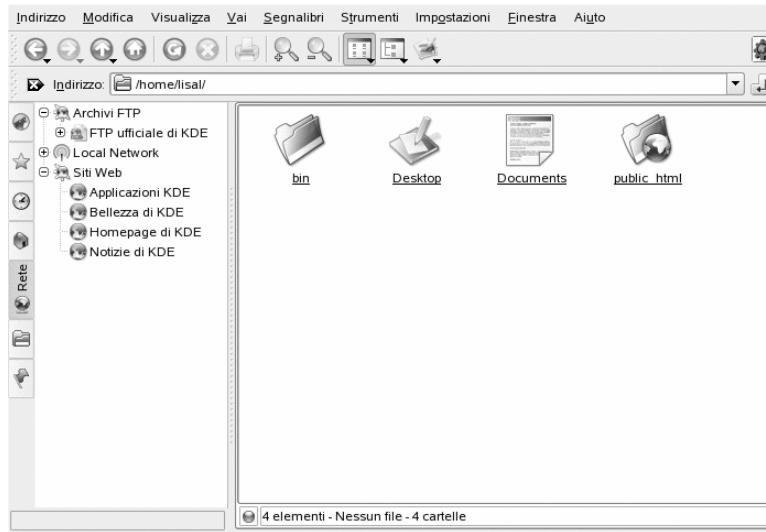 Indirizzo Modifica Visualizza Vai Segnalibri Strumenti Impostazioni Finestra Aiuto
Indirizzo: /home/lisal/
Archivi FTP
FTP ufficiale di KDE
Local Network
Siti Web
Applicazioni KDE
Bellezza di KDE
Homepage di KDE
Notizie di KDE
Rete
bin Desktop Documents public_html
4 elementi - Nessun file - 4 cartelle